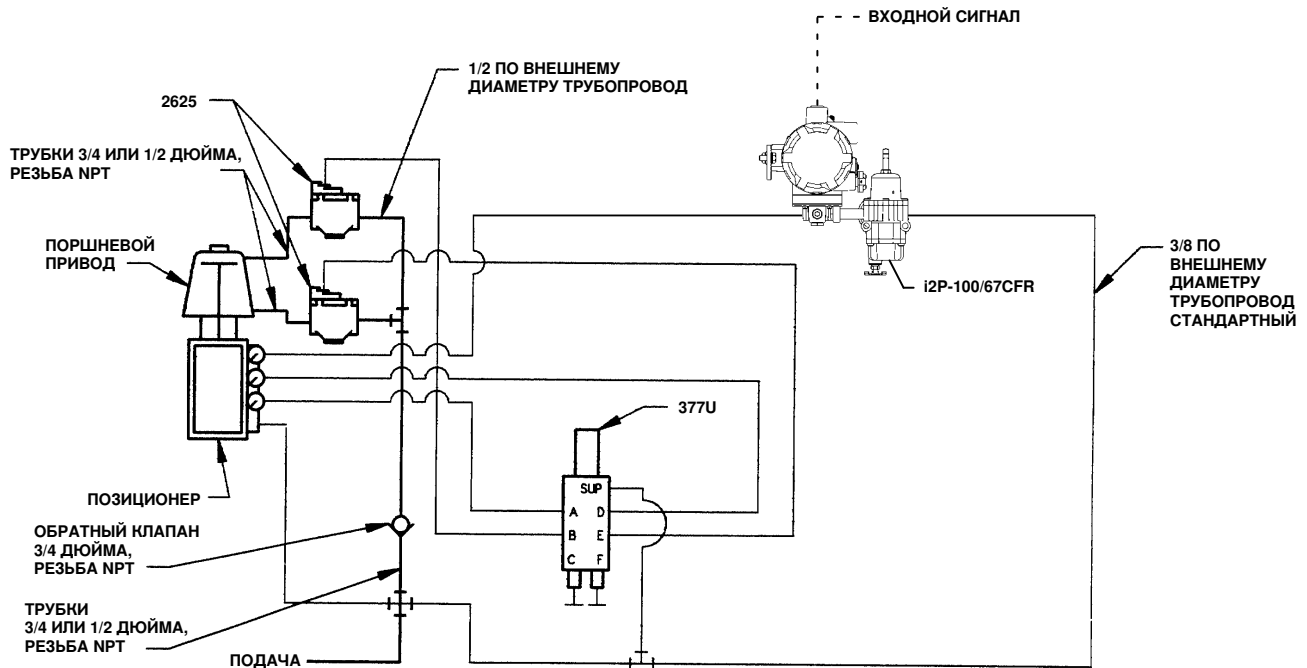 ВХОДНОЙ СИГНАЛ
1/2 ПО ВНЕШНЕМУ
ДИАМЕТРУ ТРУБОПРОВОД
2625
ТРУБКИ 3/4 ИЛИ 1/2 ДЮЙМА,
РЕЗЬБА NPT
ПОРШНЕВОЙ
ПРИВОД
3/8 ПО
ВНЕШНЕМУ
ДИАМЕТРУ
ТРУБОПРОВОД
СТАНДАРТНЫЙ
i2P-100/67CFR
377U
SUP
A D
B E
C F
ПОЗИЦИОНЕР
ОБРАТНЫЙ КЛАПАН
3/4 ДЮЙМА,
РЕЗЬБА NPT
ТРУБКИ
3/4 ИЛИ 1/2 ДЮЙМА,
РЕЗЬБА NPT
ПОДАЧА